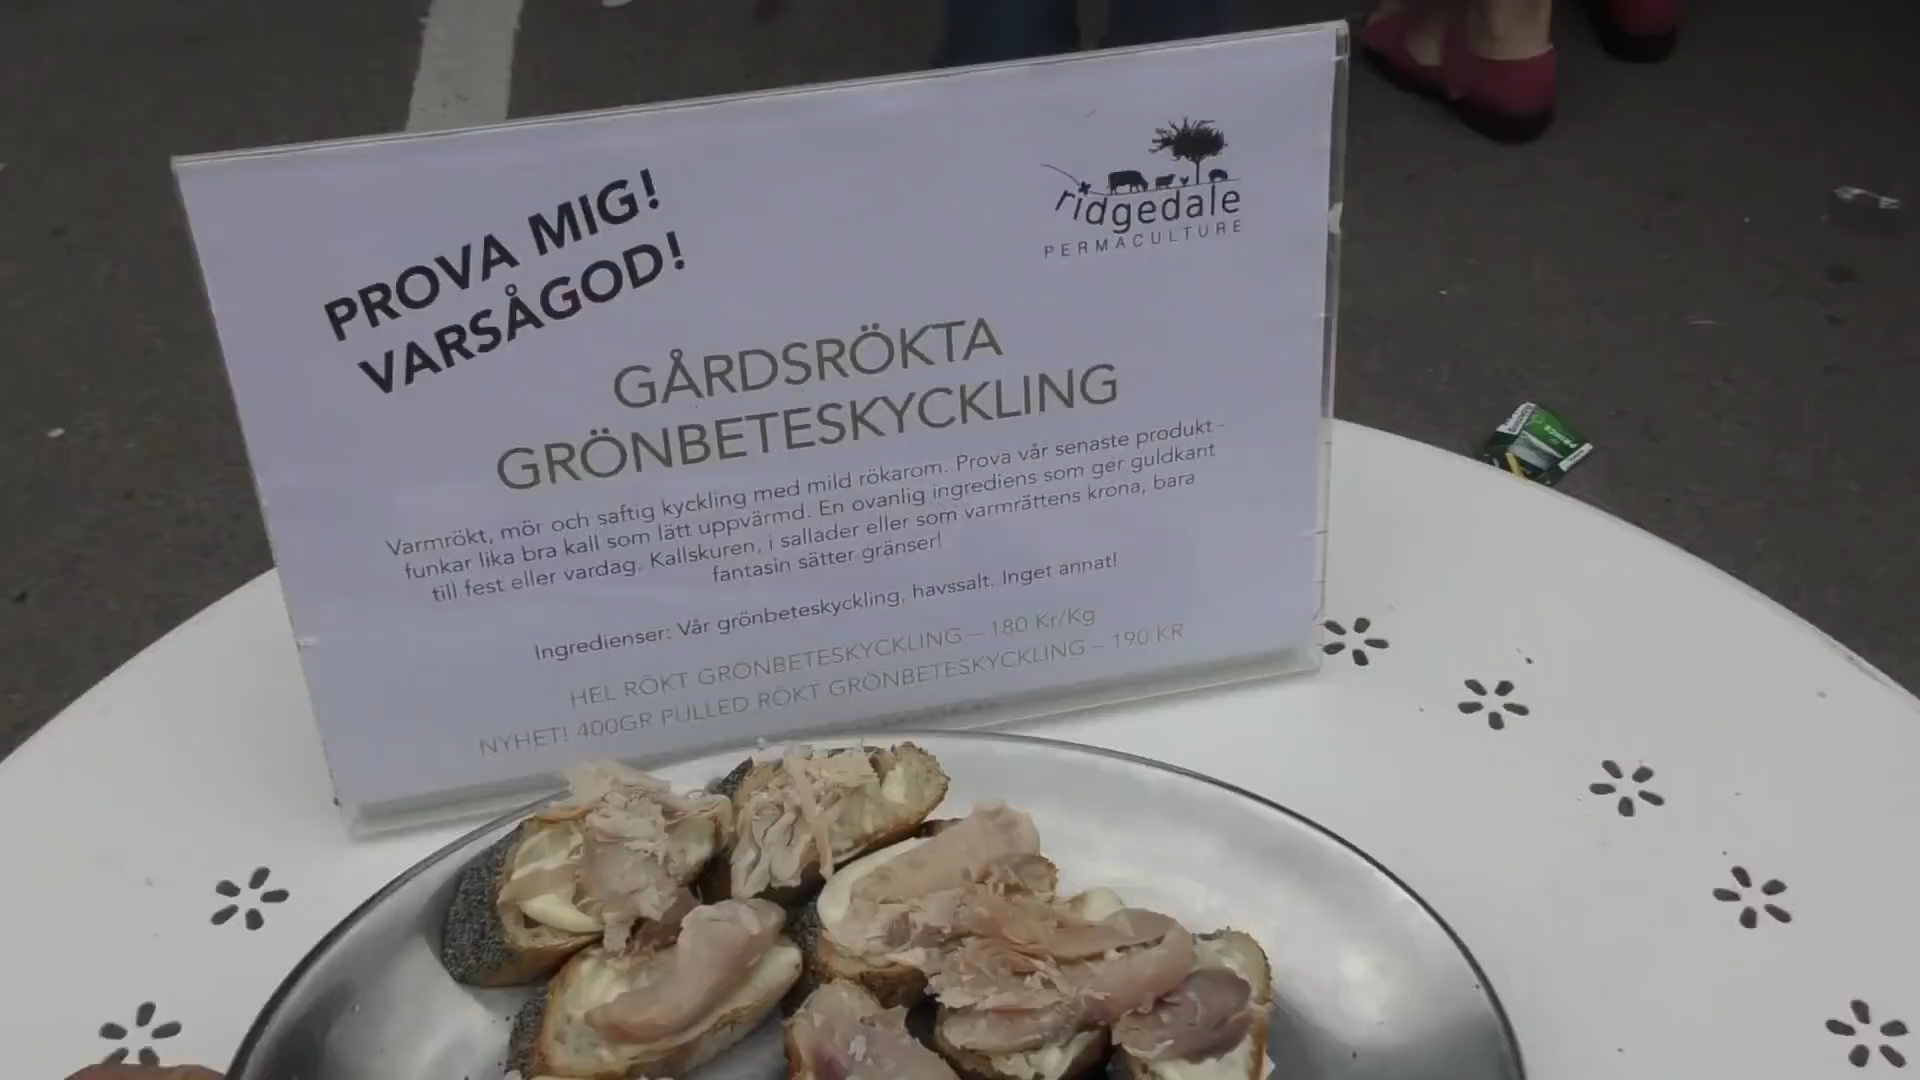 PROVA MIG!
VARSÅGOD!
ridgedale
PERMACULTURE
GÅRDSRÖKTA
GRÖNBETESKYCKLING
Varmrökt, mör och saftig kyckling med mild rökarom. Prova vår senaste produkt -
funkar lika bra kall som lätt uppvärmd. En ovanlig ingrediens som ger guldkant
till fest eller vardag. Kallskuren, i sallader eller som varmrättens krona, bara
fantasin sätter gränser!
Ingredienser: Vår grönbeteskyckling, havssalt. Inget annat!
HEL RÖKT GRÖNBETESKYCKLING – 180 Kr/Kg
NYHET! 400GR PULLED RÖKT GRÖNBETESKYCKLING – 190 KR